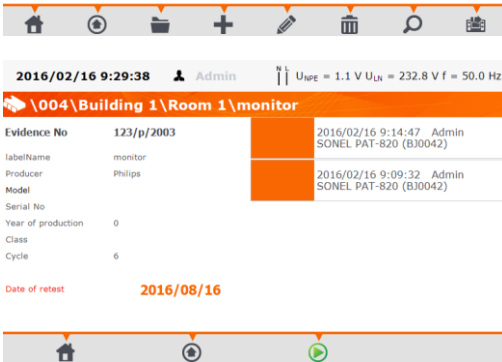 2016/02/16 9:29:38 Admin N L U_NPE = 1.1 V U_LN = 232.8 V f = 50.0 Hz
\004\Building 1\Room 1\monitor
Evidence No 123/p/2003
labelName monitor
Producer Philips
Model
Serial No
Year of production 0
Class
Cycle 6
Date of retest 2016/08/16
2016/02/16 9:14:47 Admin
SONEL PAT-820 (BJ0042)
2016/02/16 9:09:32 Admin
SONEL PAT-820 (BJ0042)